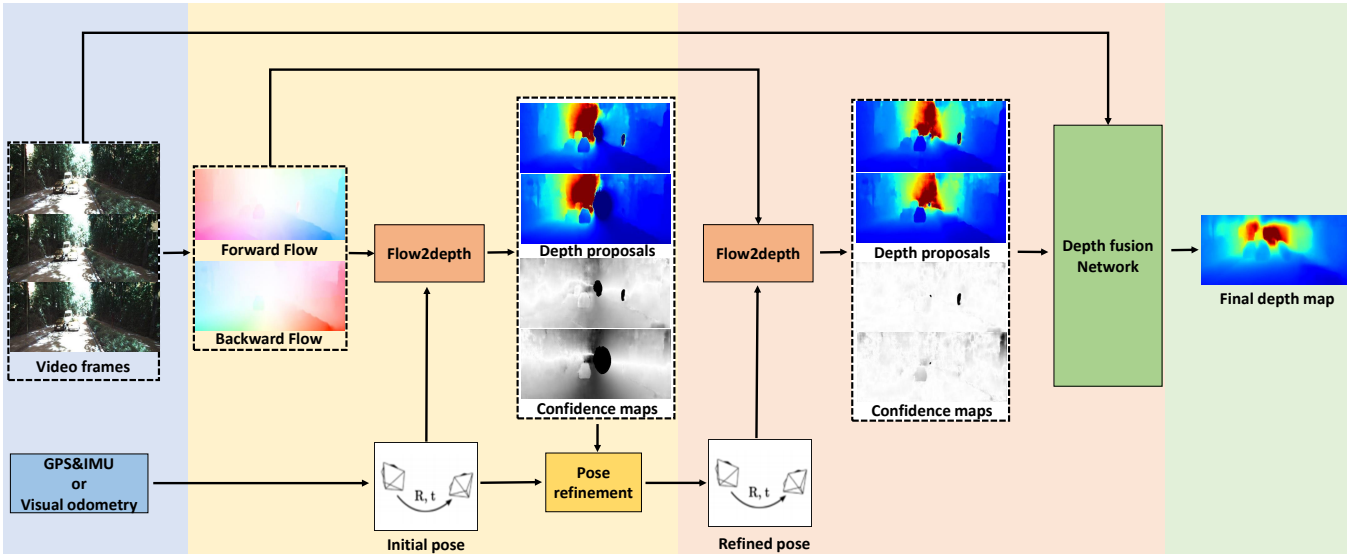 Video frames
GPS&IMU
or
Visual odometry
Forward Flow
Backward Flow
Flow2depth
R, t
Initial pose
Depth proposals
Confidence maps
Pose
refinement
Flow2depth
R, t
Refined pose
Depth proposals
Confidence maps
Depth fusion
Network
Final depth map